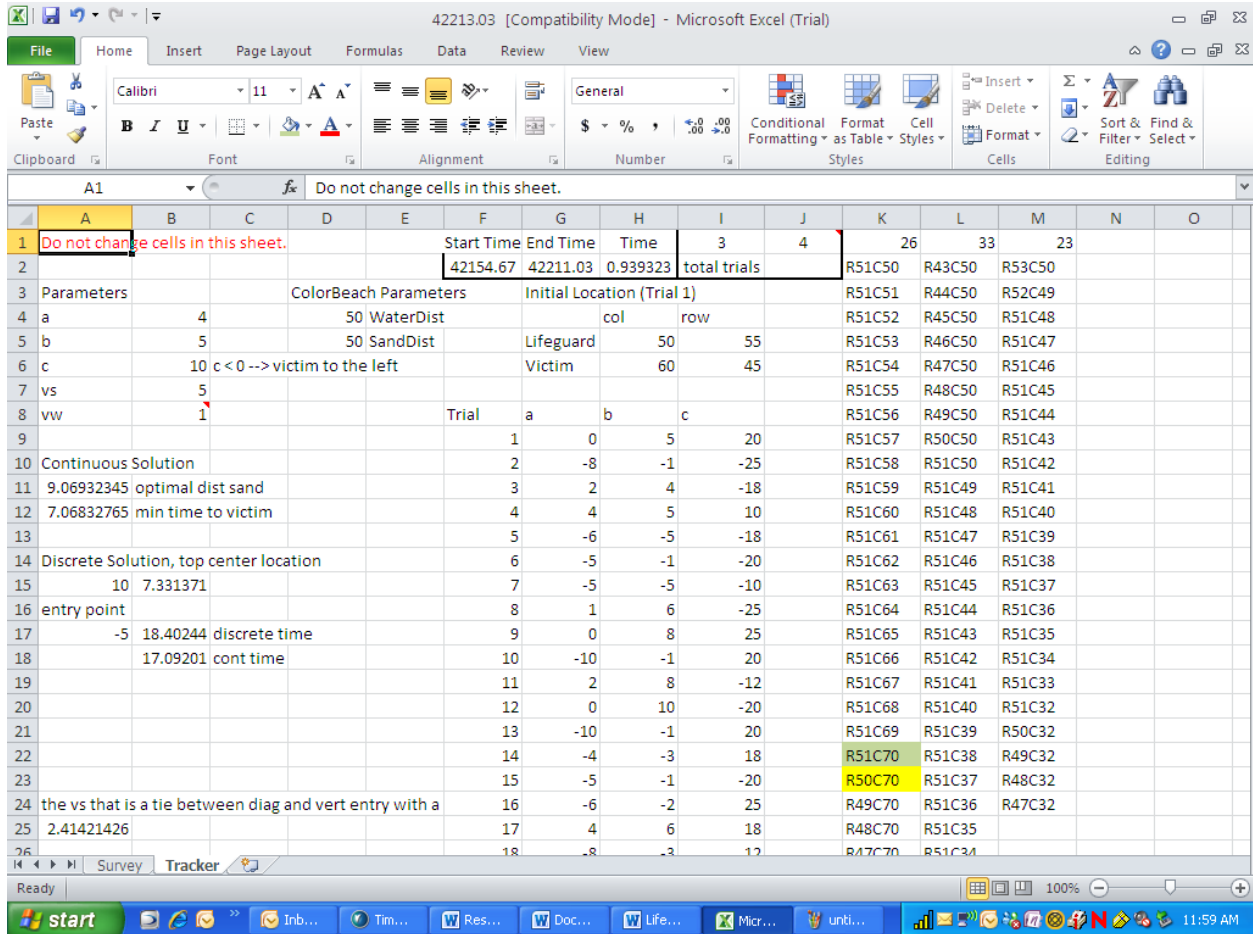 42213.03 [Compatibility Mode] - Microsoft Excel (Trial)
File Home Insert Page Layout Formulas Data Review View
Calibri 11 A A General Insert Σ
Paste B I U A $ % , .00 .0 Conditional Formatting Format as Table Cell Styles Delete Format Sort & Filter Find & Select
Clipboard Font Alignment Number Styles Cells Editing
A1 fx Do not change cells in this sheet.
A B C D E F G H I J K L M N O
1 Do not change cells in this sheet. Start Time End Time Time 3 4 26 33 23
2 42154.67 42211.03 0.939323 total trials R51C50 R43C50 R53C50
3 Parameters ColorBeach Parameters Initial Location (Trial 1) R51C51 R44C50 R52C49
4 a 4 50 WaterDist col row R51C52 R45C50 R51C48
5 b 5 50 SandDist Lifeguard 50 55 R51C53 R46C50 R51C47
6 c 10 c < 0 --> victim to the left Victim 60 45 R51C54 R47C50 R51C46
7 vs 5 R51C55 R48C50 R51C45
8 vw 1 Trial a b c R51C56 R49C50 R51C44
9 1 0 5 20 R51C57 R50C50 R51C43
10 Continuous Solution 2 -8 -1 -25 R51C58 R51C50 R51C42
11 9.06932345 optimal dist sand 3 2 4 -18 R51C59 R51C49 R51C41
12 7.06832765 min time to victim 4 4 5 10 R51C60 R51C48 R51C40
13 5 -6 -5 -18 R51C61 R51C47 R51C39
14 Discrete Solution, top center location 6 -5 -1 -20 R51C62 R51C46 R51C38
15 10 7.331371 7 -5 -5 -10 R51C63 R51C45 R51C37
16 entry point 8 1 6 -25 R51C64 R51C44 R51C36
17 -5 18.40244 discrete time 9 0 8 25 R51C65 R51C43 R51C35
18 17.09201 cont time 10 -10 -1 20 R51C66 R51C42 R51C34
19 11 2 8 -12 R51C67 R51C41 R51C33
20 12 0 10 -20 R51C68 R51C40 R51C32
21 13 -10 -1 20 R51C69 R51C39 R50C32
22 14 -4 -3 18 R51C70 R51C38 R49C32
23 15 -5 -1 -20 R50C70 R51C37 R48C32
24 the vs that is a tie between diag and vert entry with a 16 -6 -2 25 R49C70 R51C36 R47C32
25 2.41421426 17 4 6 18 R48C70 R51C35
26 18 -8 -3 12 R47C70 R51C34
Survey Tracker
Ready 100%
start Inb... Tim... Res... Doc... Life... Micr... unti... 11:59 AM